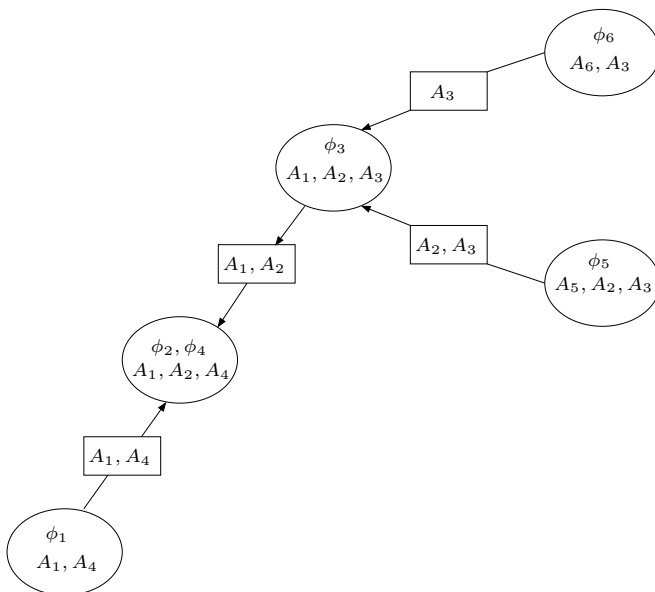 ϕ₆
A₆, A₃
A₃
ϕ₃
A₁, A₂, A₃
A₂, A₃
A₁, A₂
ϕ₅
A₅, A₂, A₃
ϕ₂, ϕ₄
A₁, A₂, A₄
A₁, A₄
ϕ₁
A₁, A₄